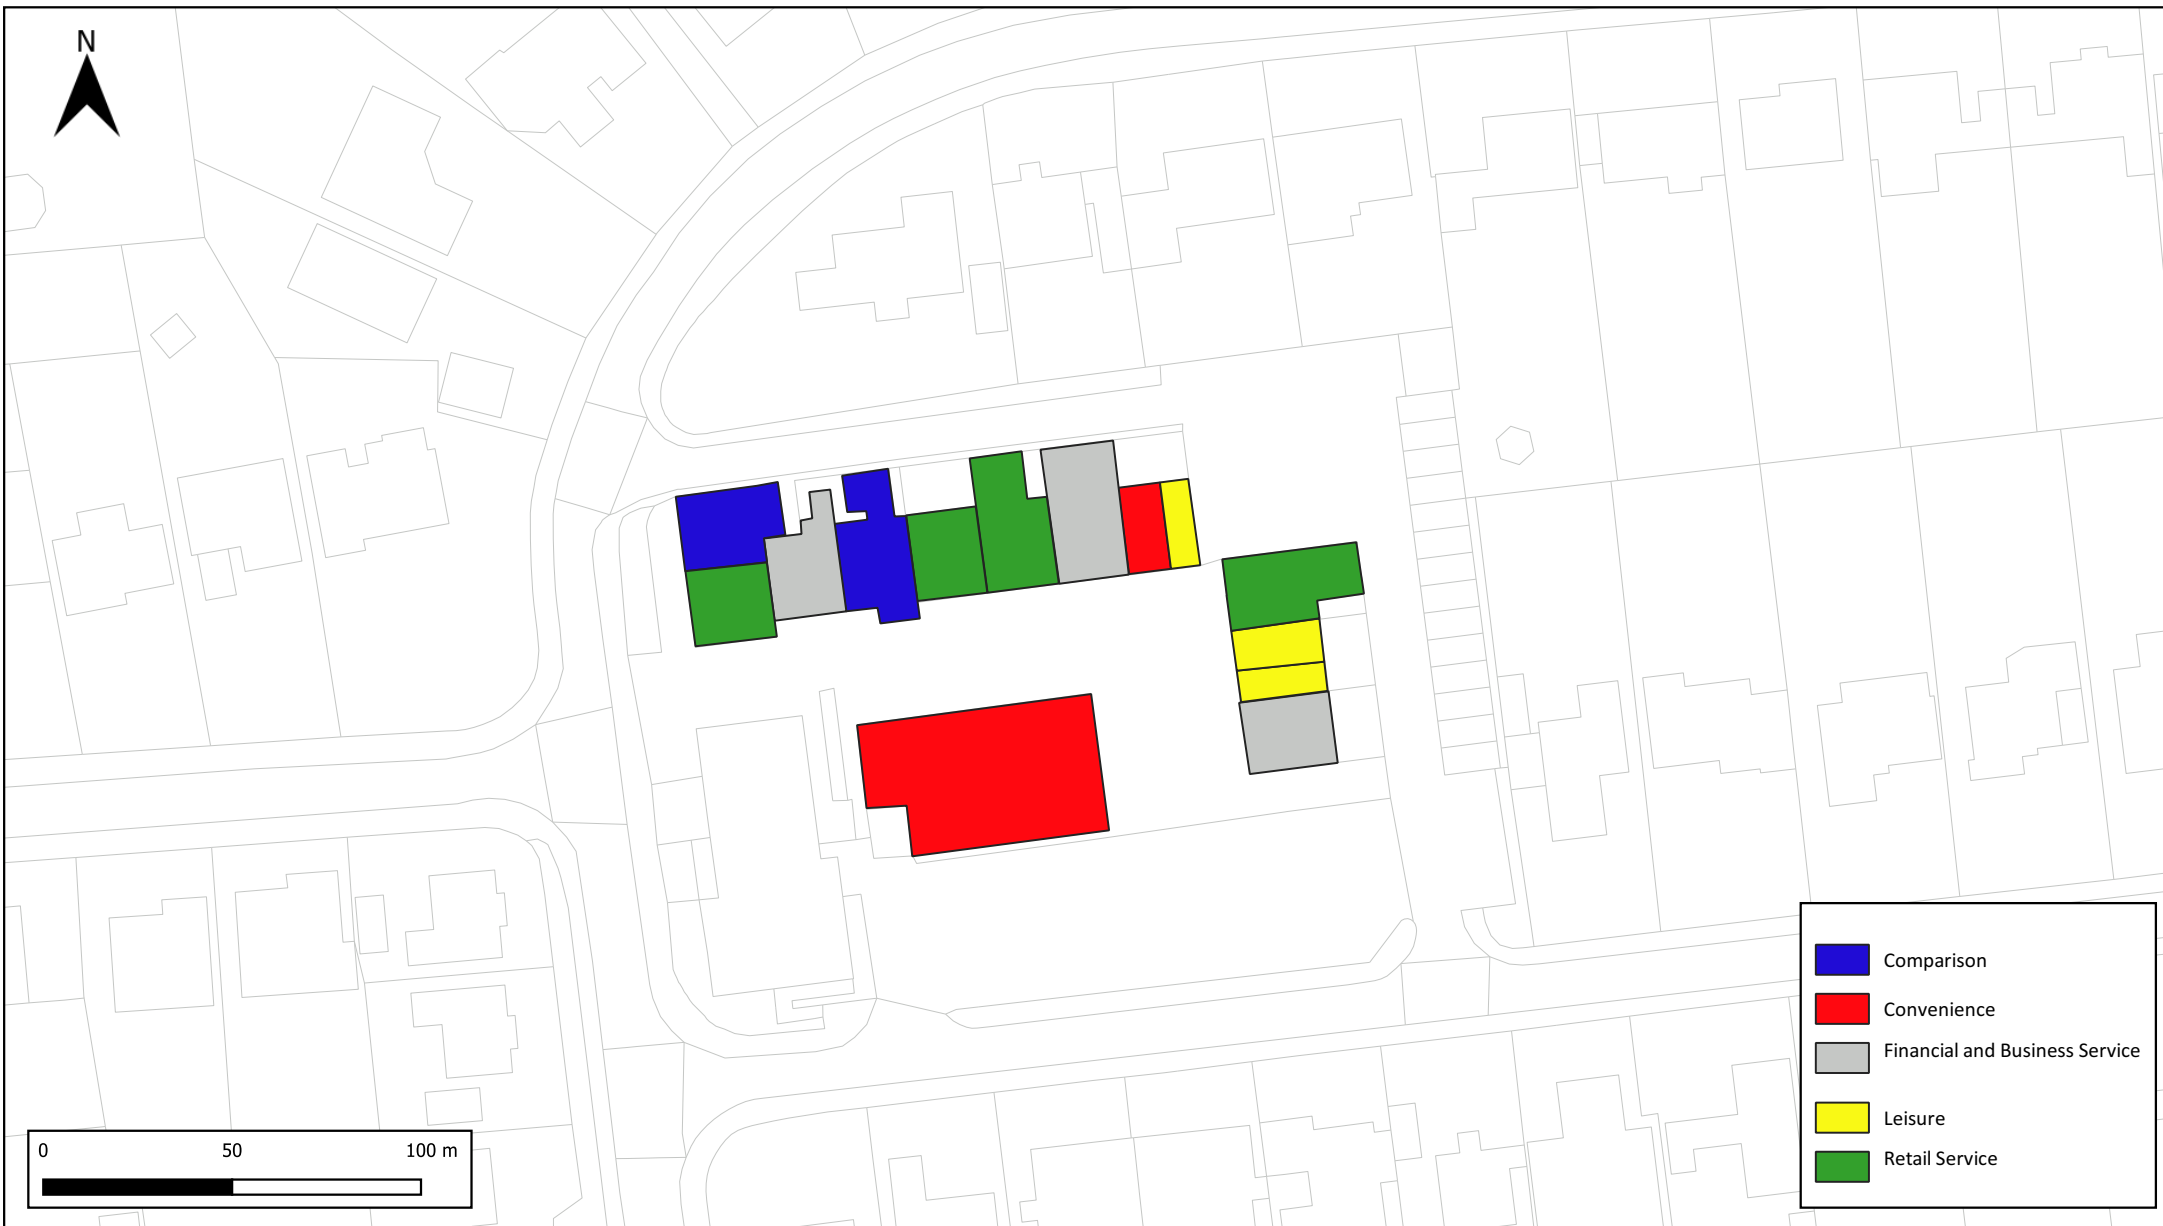 N
Comparison
Convenience
Financial and Business Service
Leisure
Retail Service
0 50 100 m